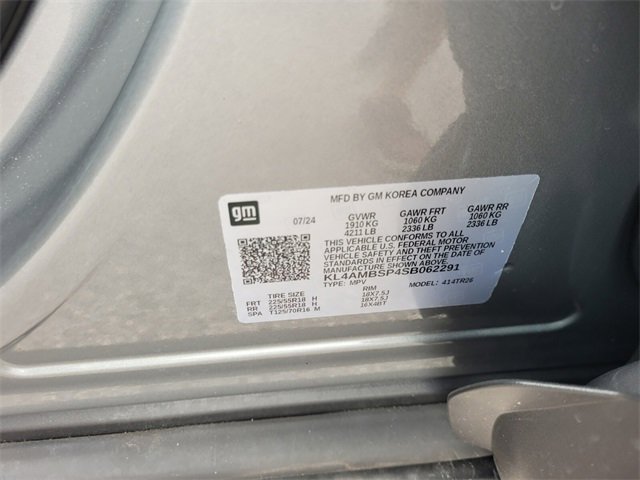 gm
MFD BY GM KOREA COMPANY
07/24 GVWR GAWR FRT GAWR RR
1910 KG 1060 KG 1060 KG
4211 LB 2336 LB 2336 LB
THIS VEHICLE CONFORMS TO ALL
APPLICABLE U.S. FEDERAL MOTOR
VEHICLE SAFETY AND THEFT PREVENTION
STANDARDS IN EFFECT ON THE DATE OF
MANUFACTURE SHOWN ABOVE.
KL4AMBSP4SB062291
TYPE: MPV MODEL: 414TR26
TIRE SIZE RIM
FRT 225/55R18 H 18X7.5J
RR 225/55R18 H 18X7.5J
SPA T125/70R16 M 16X4BT